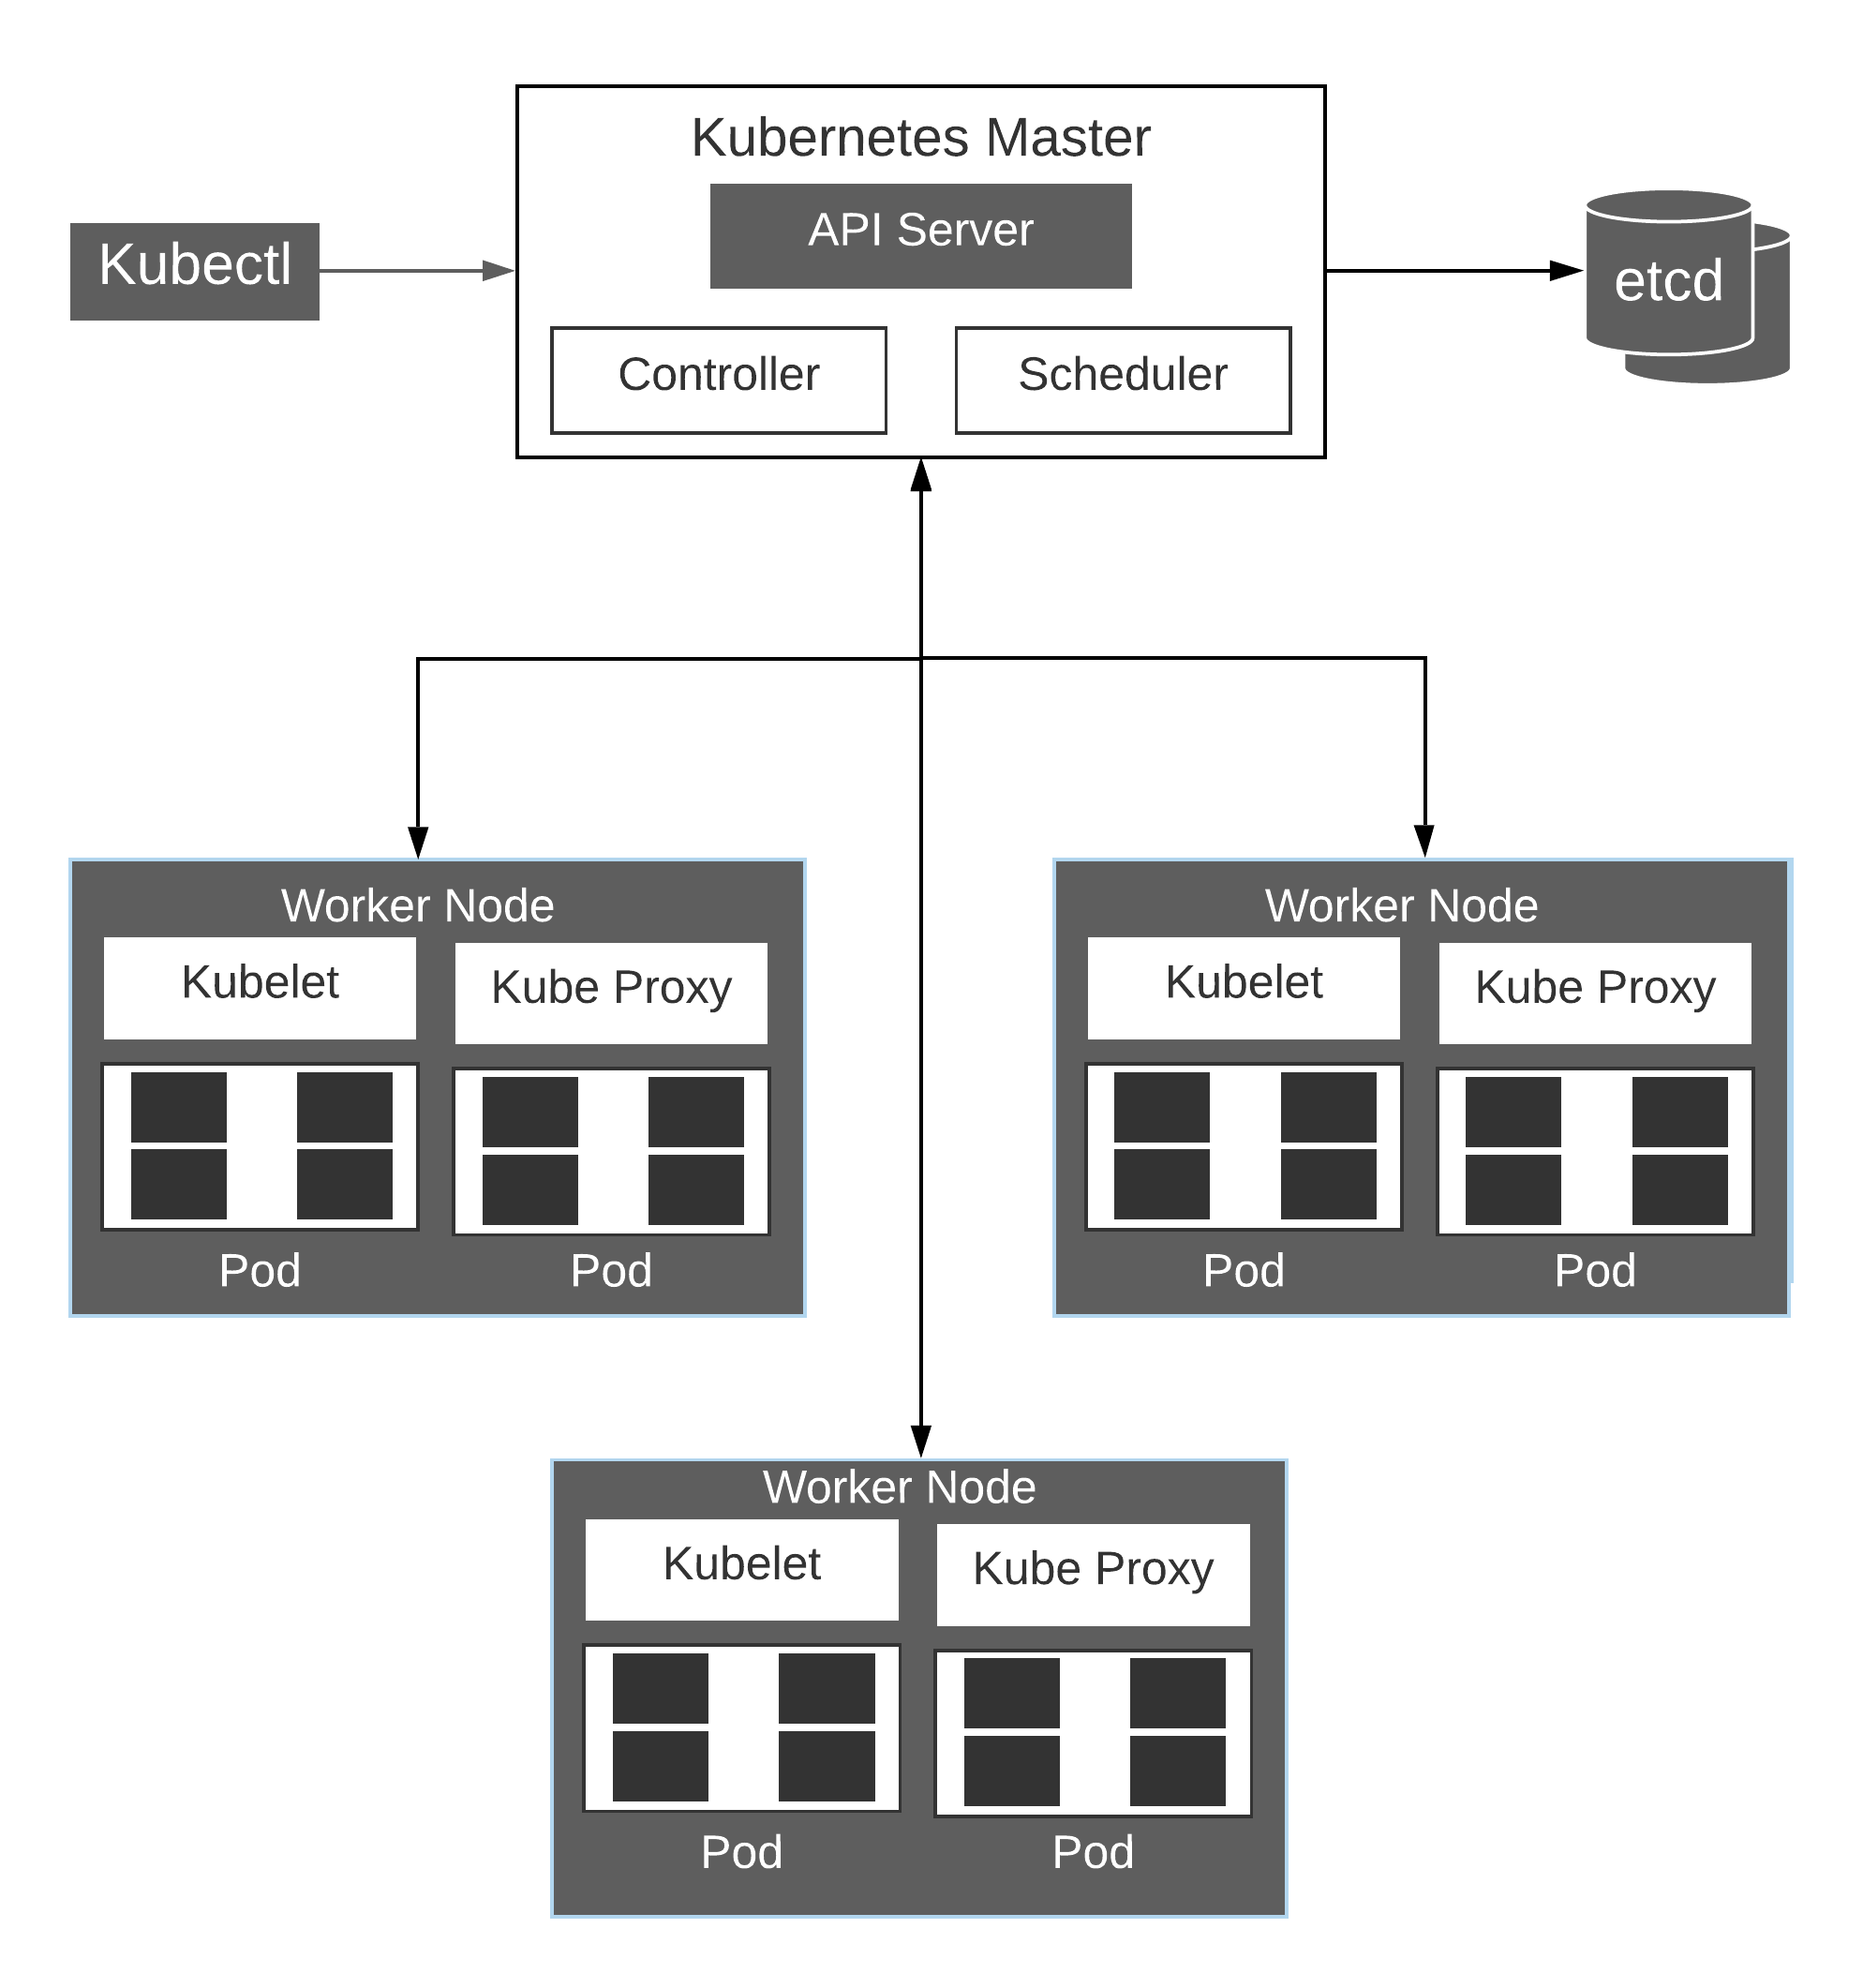 Kubernetes Master
API Server
Kubectl
etcd
Controller
Scheduler
Worker Node
Kubelet
Kube Proxy
Pod
Pod
Worker Node
Kubelet
Kube Proxy
Pod
Pod
Worker Node
Kubelet
Kube Proxy
Pod
Pod